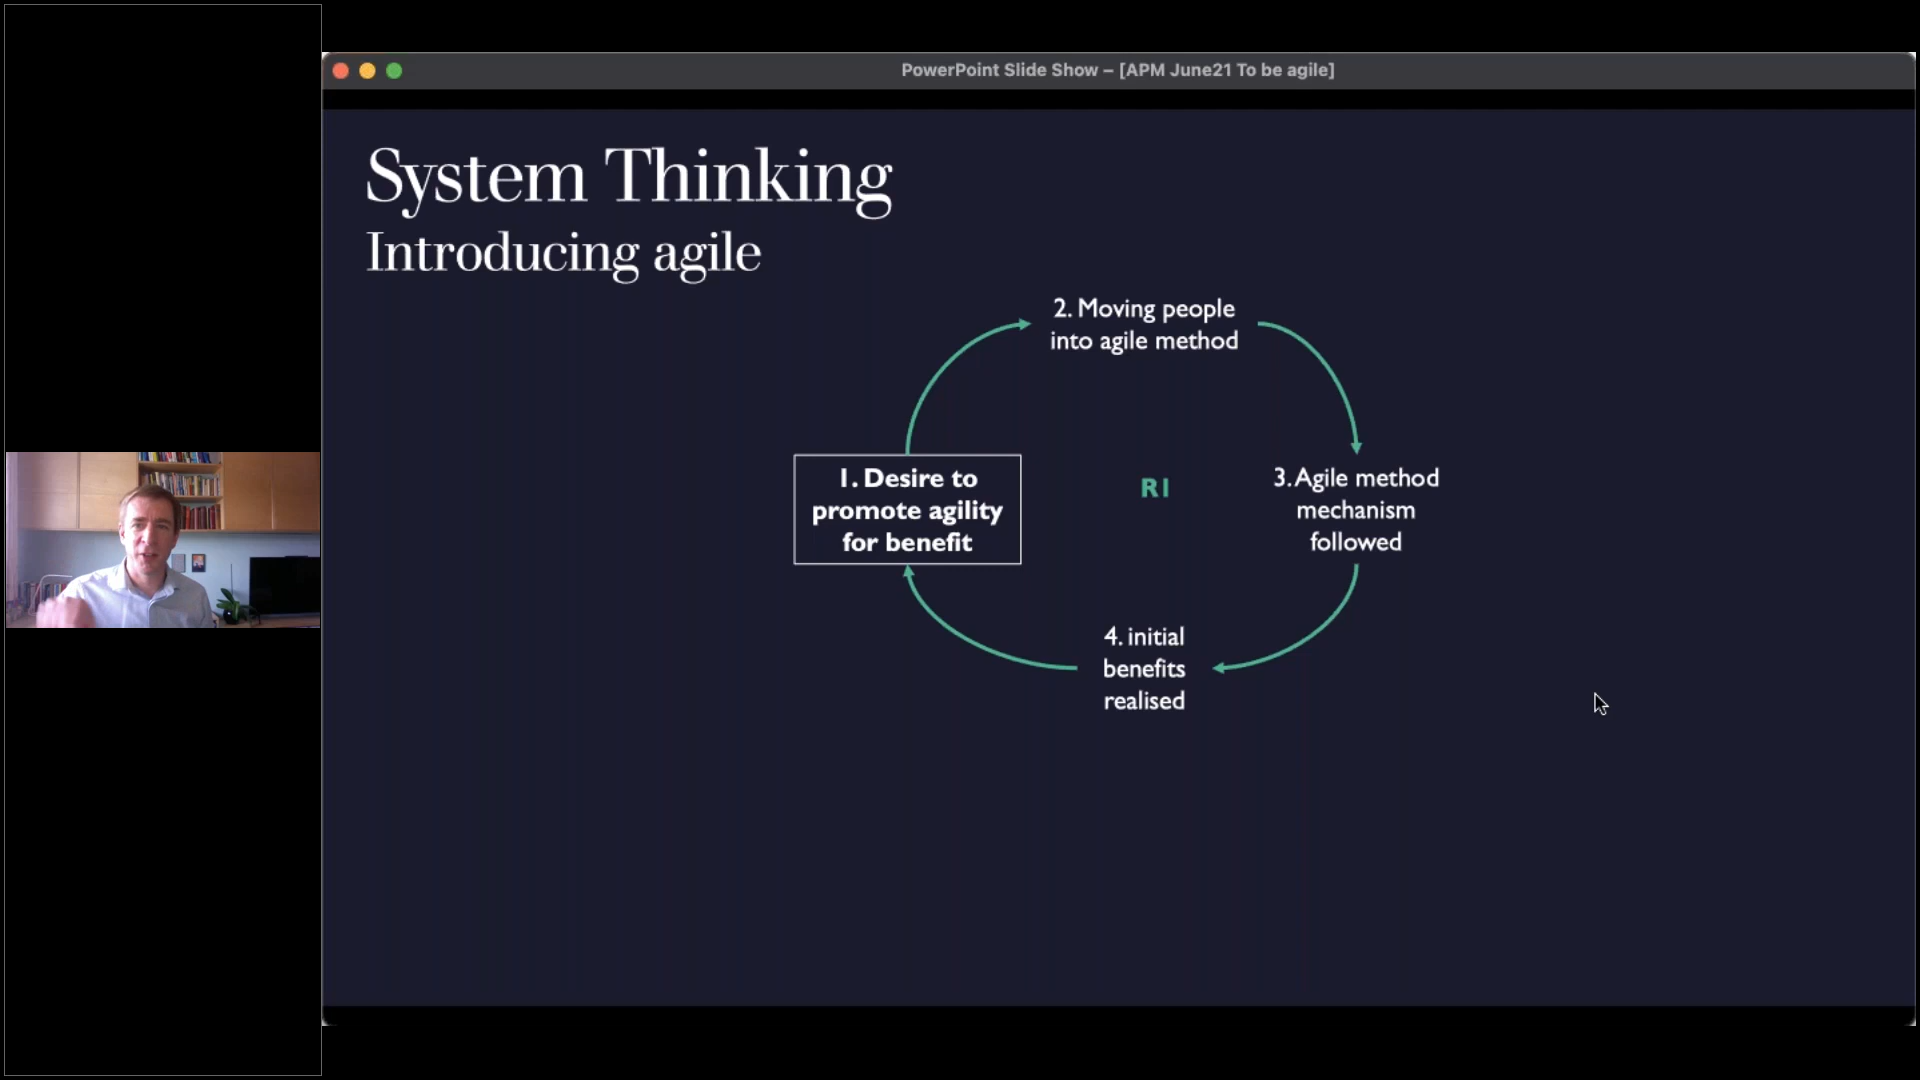 PowerPoint Slide Show – [APM June21 To be agile]
System Thinking
Introducing agile
2. Moving people
into agile method
1. Desire to
promote agility
for benefit
R1
3. Agile method
mechanism
followed
4. initial
benefits
realised